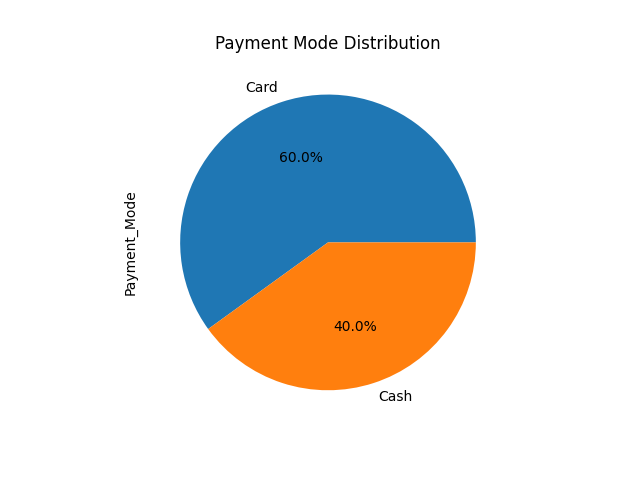 Payment Mode Distribution
Card
60.0%
Payment_Mode
40.0%
Cash